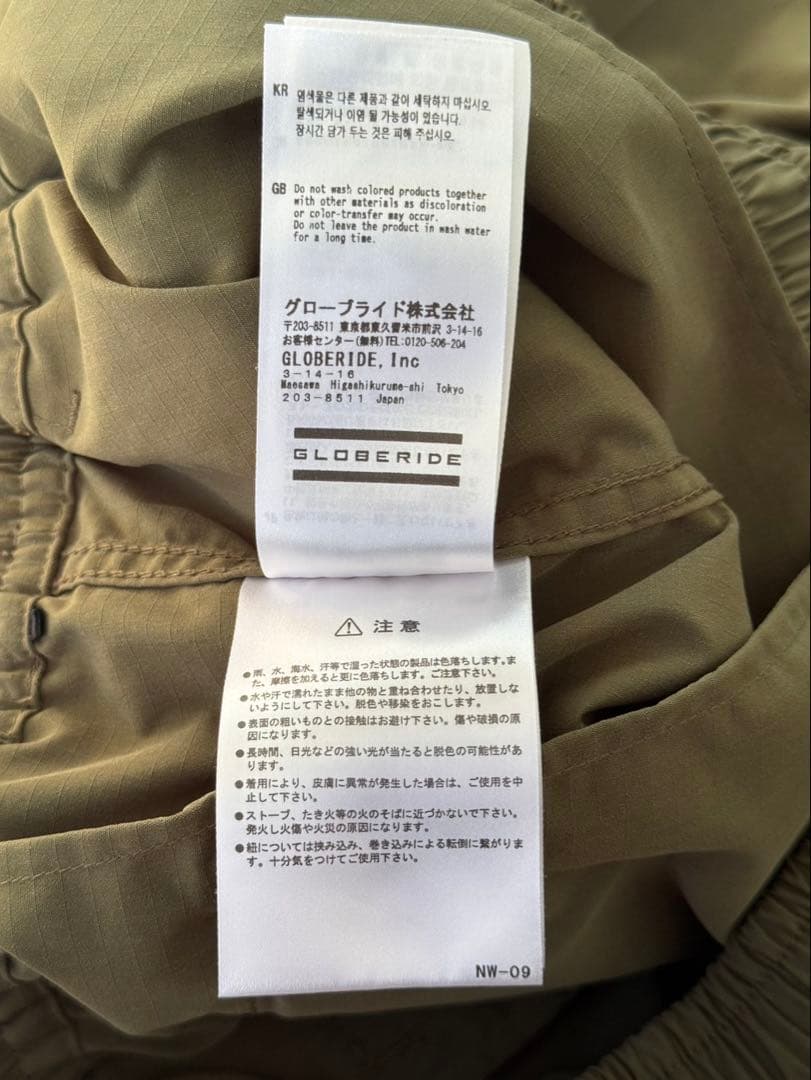 KR 염색물은 다른 제품과 같이 세탁하지 마십시오.
탈색되거나 이염 될 가능성이 있습니다.
장시간 담가 두는 것은 피해 주십시오.
GB Do not wash colored products together
with other materials as discoloration
or color-transfer may occur.
Do not leave the product in wash water
for a long time.
グローブライド株式会社
〒203-8511 東京都東久留米市前沢 3-14-16
お客様センター(無料)TEL:0120-506-204
GLOBERIDE, Inc
3-14-16
Maesawa Higashikurume-shi Tokyo
203-8511 Japan
GLOBERIDE
⚠ 注意
●雨、水、海水、汗等で湿った状態の製品は色落ちします。ま
た、摩擦を加えると更に色落ちします。ご注意下さい。
●水や汗で濡れたまま他の物と重ね合わせたり、放置しな
いようにして下さい。脱色や移染をおこします。
●表面の粗いものとの接触はお避け下さい。傷や破損の原
因になります。
●長時間、日光などの強い光が当たると脱色の可能性があ
ります。
●着用により、皮膚に異常が発生した場合は、ご使用を中
止して下さい。
●ストーブ、たき火等の火のそばに近づかないで下さい。
発火し火傷や火災の原因になります。
●紐については挟み込み、巻き込みによる転倒に繋がりま
す。十分気をつけてご使用下さい。
NW-09